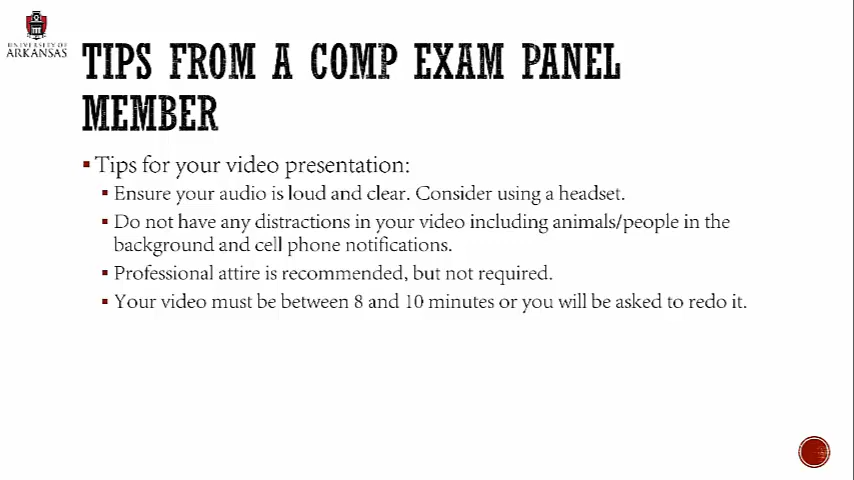 UNIVERSITY OF
ARKANSAS
TIPS FROM A COMP EXAM PANEL
MEMBER
Tips for your video presentation:
Ensure your audio is loud and clear. Consider using a headset.
Do not have any distractions in your video including animals/people in the
background and cell phone notifications.
Professional attire is recommended, but not required.
Your video must be between 8 and 10 minutes or you will be asked to redo it.